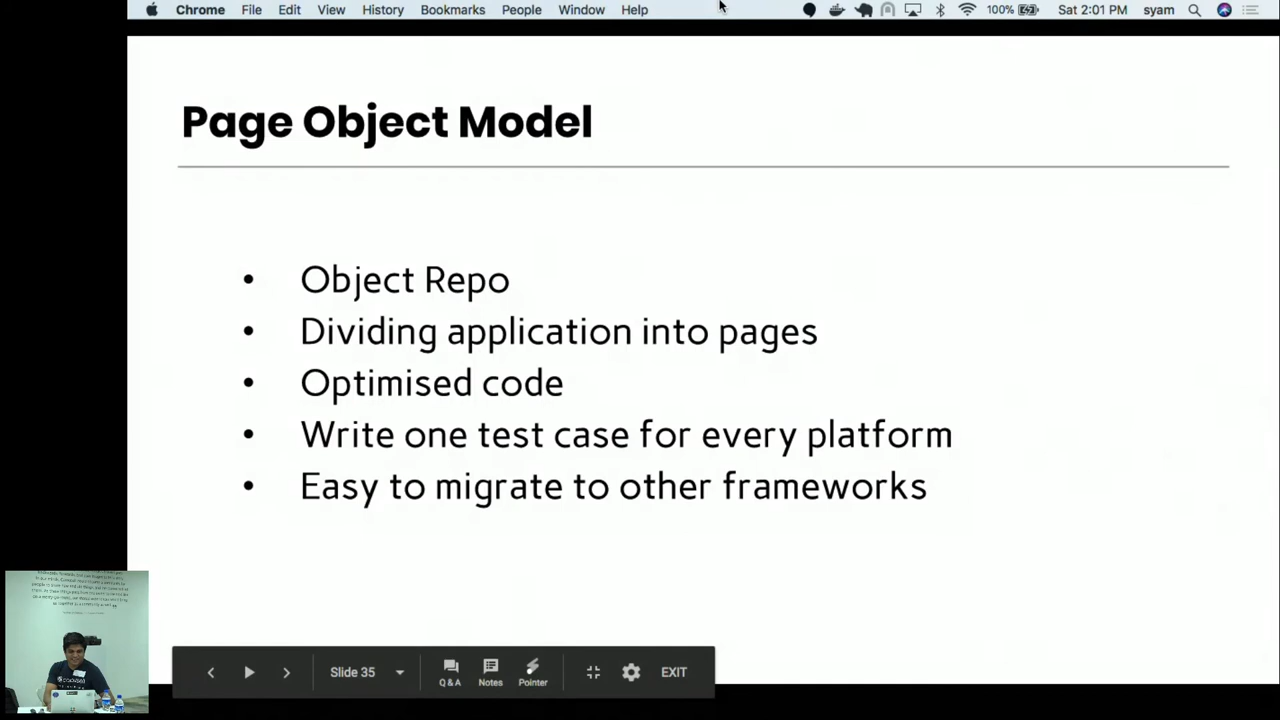 Chrome File Edit View History Bookmarks People Window Help 100% Sat 2:01 PM syam
Page Object Model
• Object Repo
• Dividing application into pages
• Optimised code
• Write one test case for every platform
• Easy to migrate to other frameworks
Slide 35 Q&A Notes Pointer EXIT